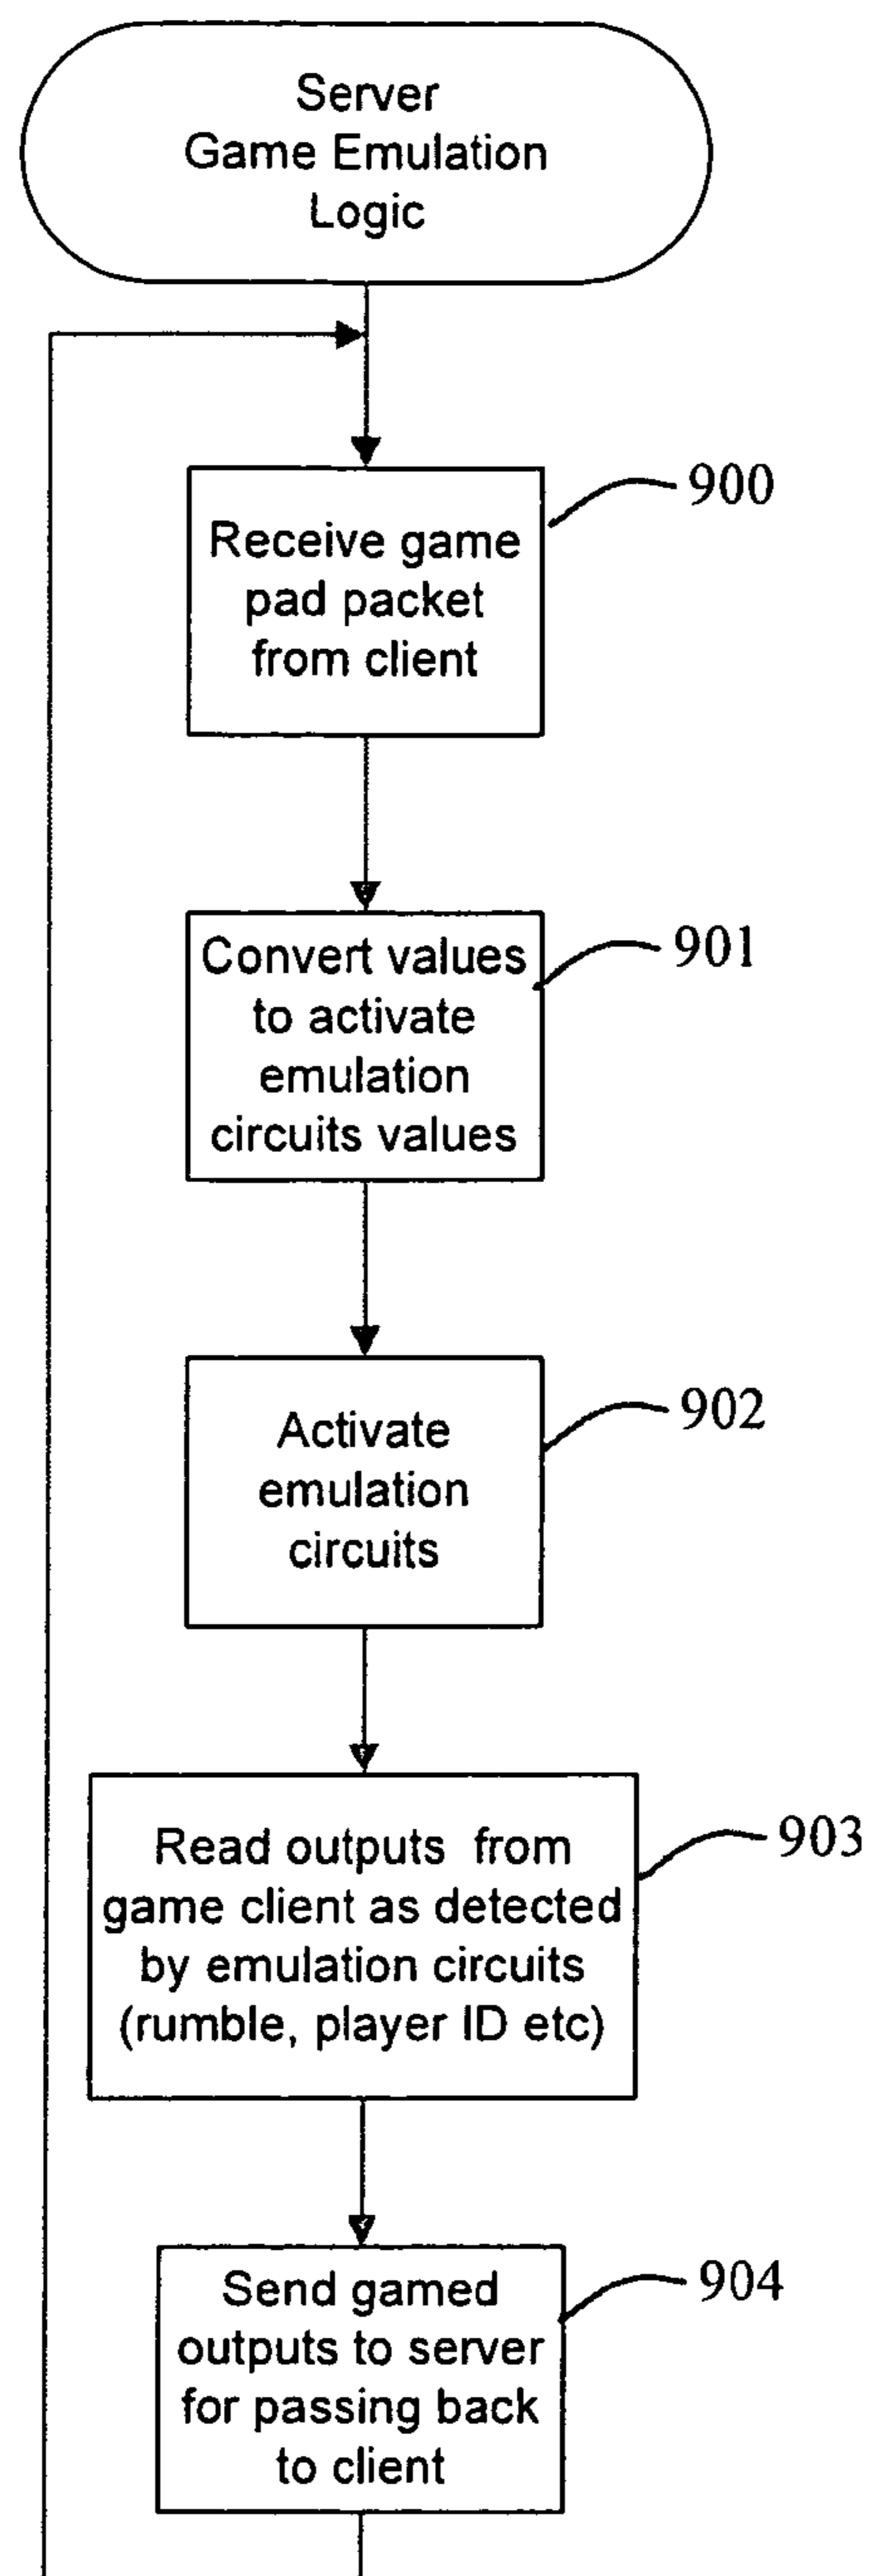 Server
Game Emulation
Logic
900
Receive game
pad packet
from client
901
Convert values
to activate
emulation
circuits values
902
Activate
emulation
circuits
903
Read outputs from
game client as detected
by emulation circuits
(rumble, player ID etc)
904
Send gamed
outputs to server
for passing back
to client